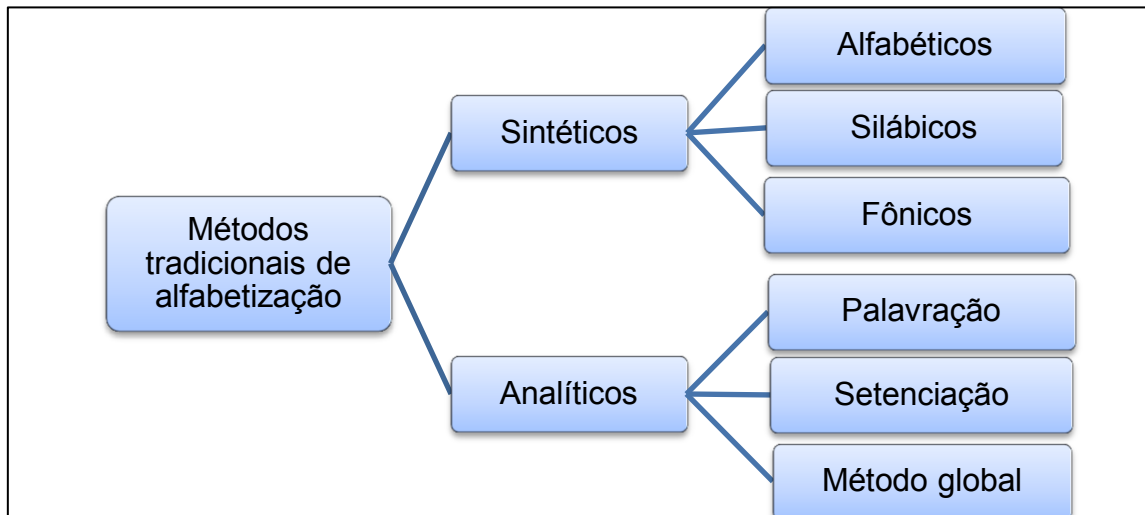 Métodos
tradicionais de
alfabetização
Sintéticos
Alfabéticos
Silábicos
Fônicos
Analíticos
Palavração
Setenciação
Método global